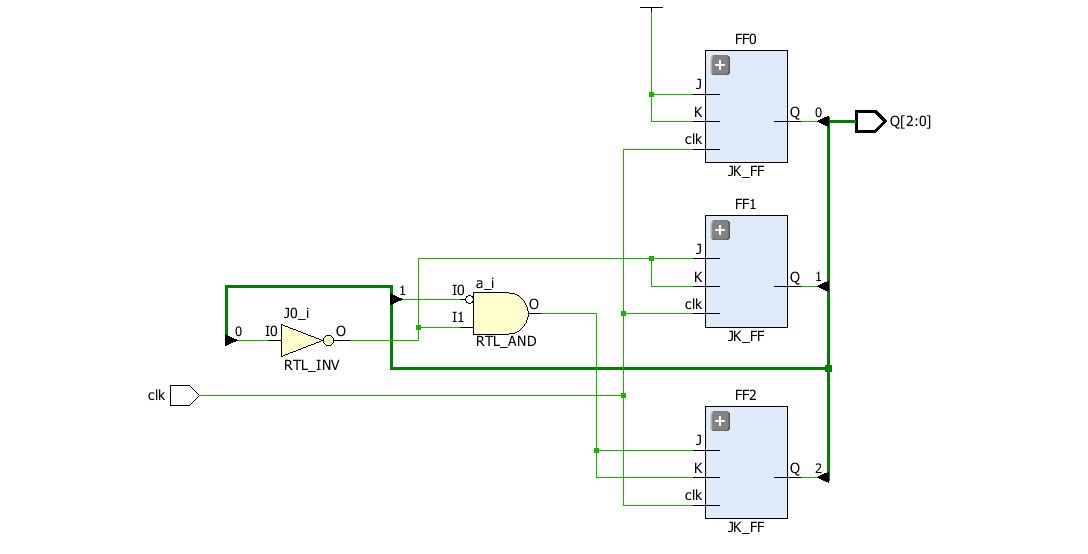 FF0
J
K
clk
Q 0
Q[2:0]
JK_FF
FF1
J
K
clk
Q 1
JK_FF
1
I0
a_i
I1
O
RTL_AND
0
I0
J0_i
O
RTL_INV
clk
FF2
J
K
clk
Q 2
JK_FF